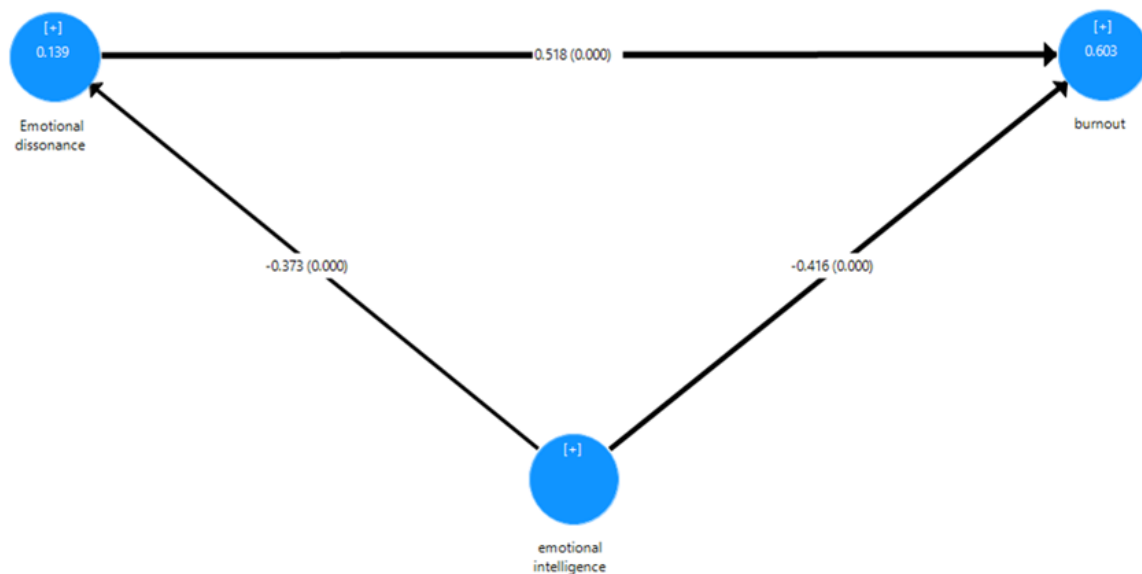 [+]
0.139
Emotional
dissonance
0.518 (0.000)
[+]
0.603
burnout
-0.373 (0.000)
-0.416 (0.000)
[+]
emotional
intelligence